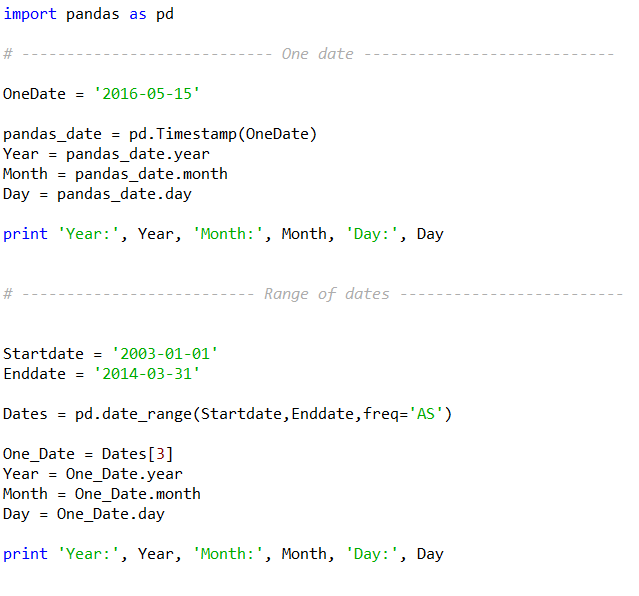 import pandas as pd
# ---------------------------- One date ----------------------------
OneDate = '2016-05-15'
pandas_date = pd.Timestamp(OneDate)
Year = pandas_date.year
Month = pandas_date.month
Day = pandas_date.day
print 'Year:', Year, 'Month:', Month, 'Day:', Day
# -------------------------- Range of dates -------------------------
Startdate = '2003-01-01'
Enddate = '2014-03-31'
Dates = pd.date_range(Startdate,Enddate,freq='AS')
One_Date = Dates[3]
Year = One_Date.year
Month = One_Date.month
Day = One_Date.day
print 'Year:', Year, 'Month:', Month, 'Day:', Day